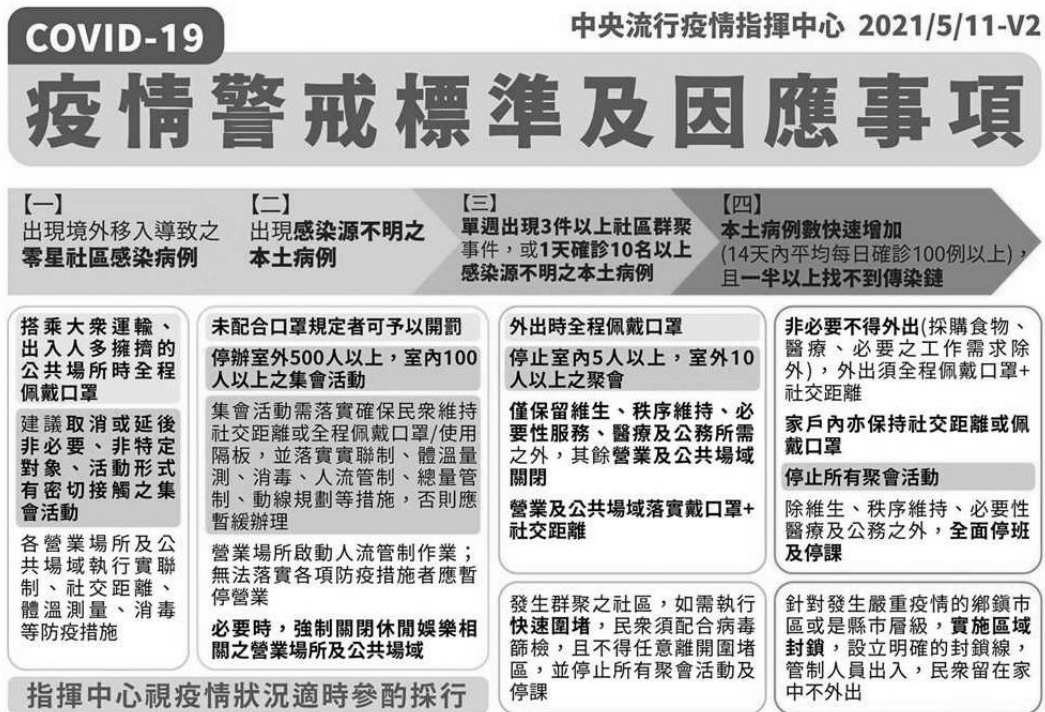 COVID-19
中央流行疫情指揮中心 2021/5/11-V2
疫情警戒標準及因應事項
【一】
出現境外移入導致之
零星社區感染病例
【二】
出現感染源不明之
本土病例
【三】
單週出現3件以上社區群聚
事件，或1天確診10名以上
感染源不明之本土病例
【四】
本土病例數快速增加
(14天內平均每日確診100例以上)，
且一半以上找不到傳染鏈
搭乘大眾運輸、
出入人多擁擠的
公共場所時全程
佩戴口罩
建議取消或延後
非必要、非特定
對象、活動形式
有密切接觸之集
會活動
各營業場所及公
共場域執行實聯
制、社交距離、
體溫測量、消毒
等防疫措施
未配合口罩規定者可予以開罰
停辦室外500人以上，室內100
人以上之集會活動
集會活動需落實確保民眾維持
社交距離或全程佩戴口罩/使用
隔板，並落實實聯制、體溫量
測、消毒、人流管制、總量管
制、動線規劃等措施，否則應
暫緩辦理
營業場所啟動人流管制作業；
無法落實各項防疫措施者應暫
停營業
必要時，強制關閉休閒娛樂相
關之營業場所及公共場域
外出時全程佩戴口罩
停止室內5人以上，室外10
人以上之聚會
僅保留維生、秩序維持、必
要性服務、醫療及公務所需
之外，其餘營業及公共場域
關閉
營業及公共場域落實戴口罩+
社交距離
發生群聚之社區，如需執行
快速圍堵，民眾須配合病毒
篩檢，且不得任意離開圍堵
區，並停止所有聚會活動及
停課
非必要不得外出(採購食物、
醫療、必要之工作需求除
外)，外出須全程佩戴口罩+
社交距離
家戶內亦保持社交距離或佩
戴口罩
停止所有聚會活動
除維生、秩序維持、必要性
醫療及公務之外，全面停班
及停課
針對發生嚴重疫情的鄉鎮市
區或是縣市層級，實施區域
封鎖，設立明確的封鎖線，
管制人員出入，民眾留在家
中不外出
指揮中心視疫情狀況適時參酌採行